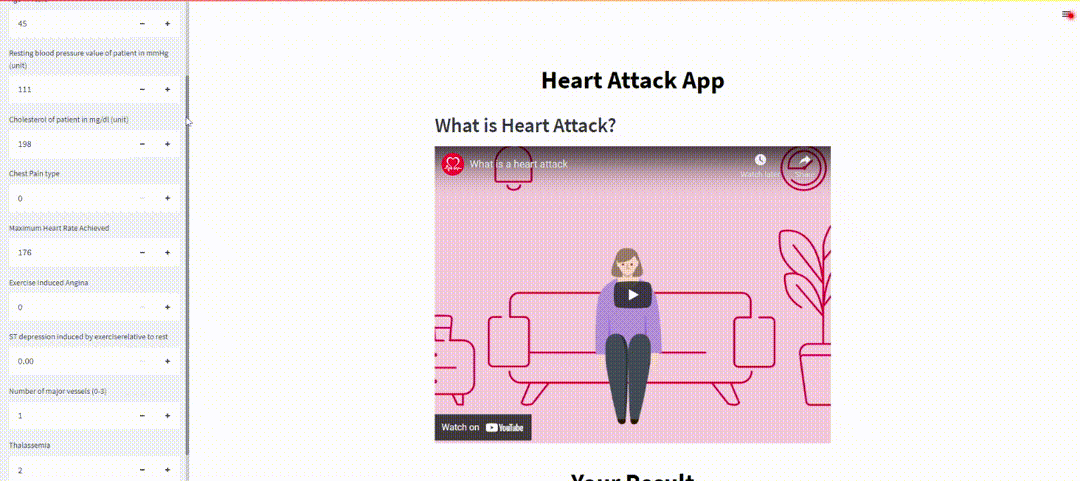 45
Resting blood pressure value of patient in mmHg
(unit)
111
Cholesterol of patient in mg/dl (unit)
198
Chest Pain type
0
Maximum Heart Rate Achieved
176
Exercise Induced Angina
0
ST depression induced by exerciserelative to rest
0.00
Number of major vessels (0-3)
1
Thalassemia
2
Heart Attack App
What is Heart Attack?
What is a heart attack
Watch later
Watch on YouTube
Your Result